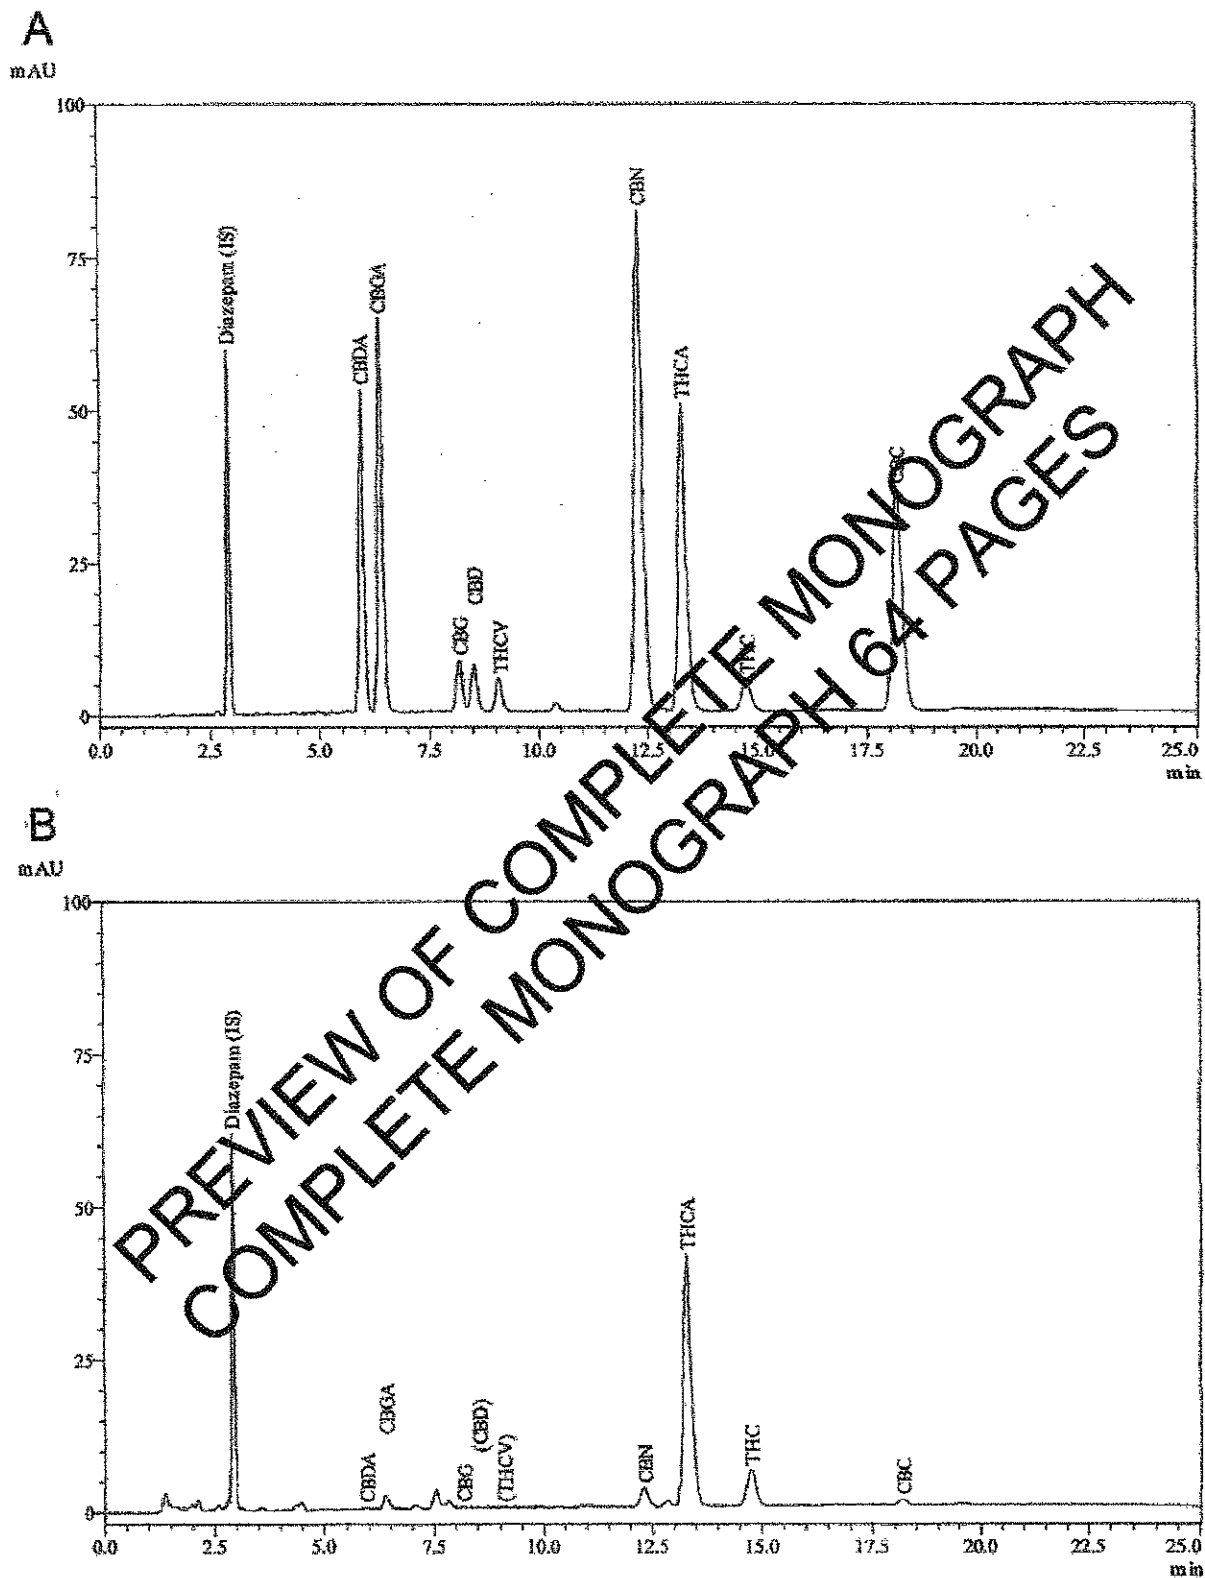 A
mAU
100
75
50
25
0
Diazepam (IS)
CBDA
CBGA
CBG
CBD
THCV
CBN
THCA
THC
CBC
0.0 2.5 5.0 7.5 10.0 12.5 15.0 17.5 20.0 22.5 25.0
min
B
mAU
100
75
50
25
0
Diazepam (IS)
CBDA
CBGA
CBG
(CBD)
(THCV)
CBN
THCA
THC
CBC
0.0 2.5 5.0 7.5 10.0 12.5 15.0 17.5 20.0 22.5 25.0
min
PREVIEW OF COMPLETE MONOGRAPH
COMPLETE MONOGRAPH 64 PAGES